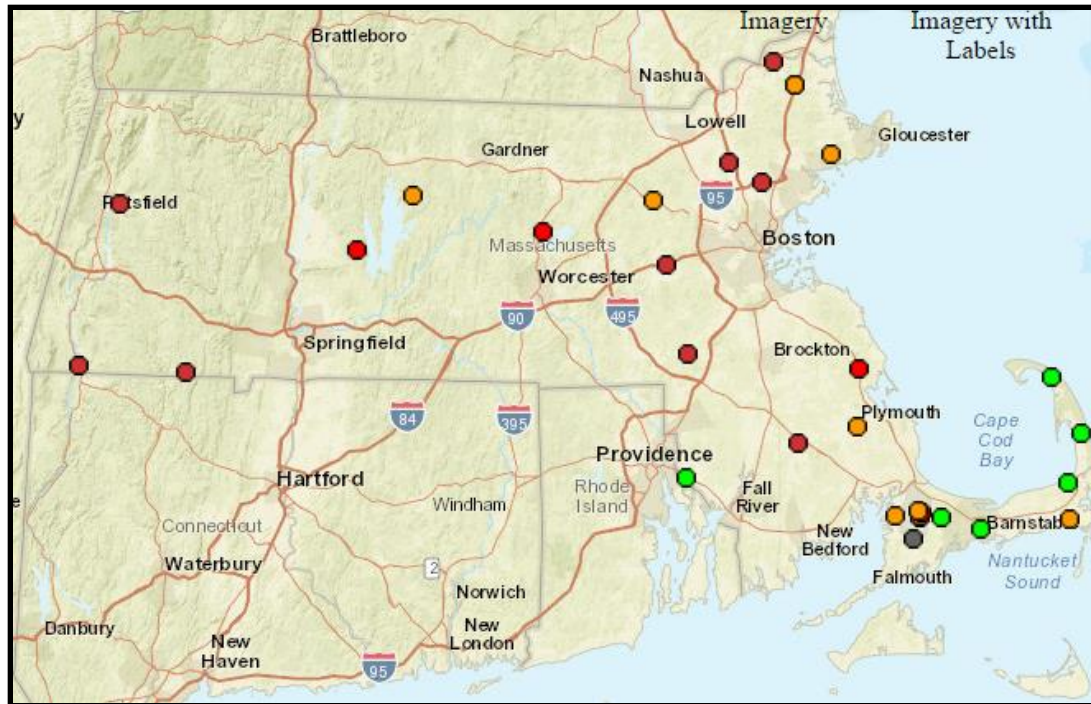 Imagery
Imagery with
Labels
Brattleboro
Nashua
Lowell
Gloucester
y
Gardner
Pittsfield
95
Massachusetts
Boston
Worcester
90
495
Springfield
Brockton
84
395
Plymouth
Cape
Cod
Bay
Providence
Hartford
Rhode
Island
Fall
River
e
Windham
Connecticut
New
Bedford
Barnstab
Waterbury
2
Falmouth
Nantucket
Sound
Norwich
Danbury
New
London
New
Haven
95